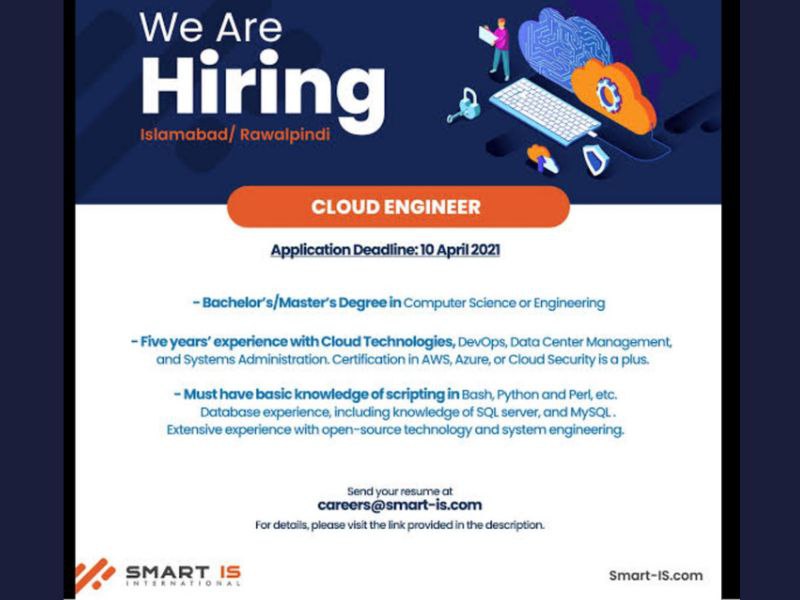 We Are
Hiring
Islamabad/ Rawalpindi
CLOUD ENGINEER
Application Deadline: 10 April 2021
- Bachelor's/Master's Degree in Computer Science or Engineering
- Five years' experience with Cloud Technologies, DevOps, Data Center Management,
and Systems Administration. Certification in AWS, Azure, or Cloud Security is a plus.
- Must have basic knowledge of scripting in Bash, Python and Perl, etc.
Database experience, including knowledge of SQL server, and MySQL .
Extensive experience with open-source technology and system engineering.
Send your resume at
careers@smart-is.com
For details, please visit the link provided in the description.
SMART IS
INTERNATIONAL
Smart-IS.com